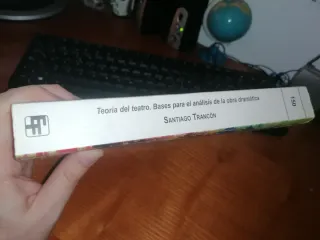 Teoría del teatro. Bases para el análisis de la obra dramática
SANTIAGO TRANCÓN